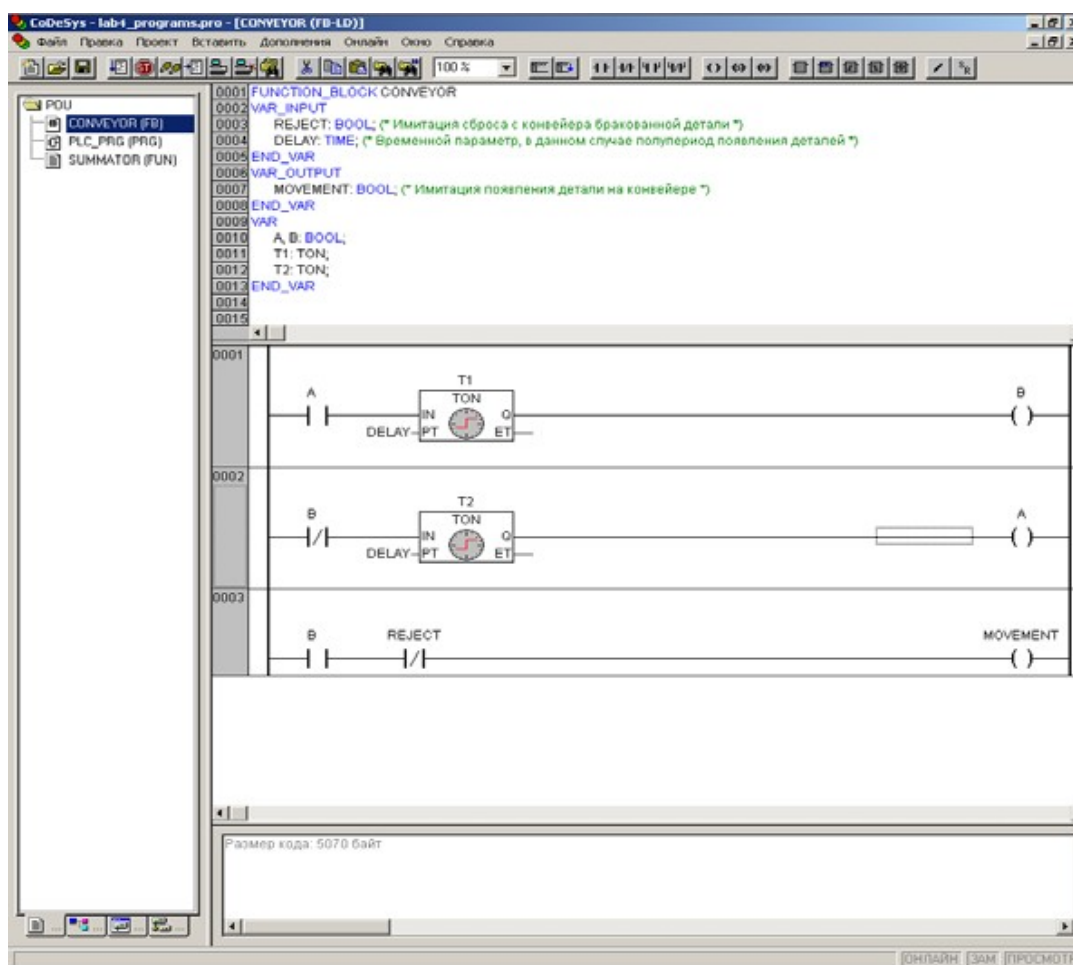 CoDeSys - lab4_programs.pro - [CONVEYOR (FB-LD)]
Файл Правка Проект Вставить Дополнения Онлайн Окно Справка
100 %
POU
CONVEYOR (FB)
PLC_PRG (PRG)
SUMMATOR (FUN)
0001 FUNCTION_BLOCK CONVEYOR
0002 VAR_INPUT
0003 REJECT: BOOL; (* Имитация сброса с конвейера бракованной детали *)
0004 DELAY: TIME; (* Временной параметр, в данном случае полупериод появления деталей *)
0005 END_VAR
0006 VAR_OUTPUT
0007 MOVEMENT: BOOL; (* Имитация появления детали на конвейере *)
0008 END_VAR
0009 VAR
0010 A, B: BOOL;
0011 T1: TON;
0012 T2: TON;
0013 END_VAR
0014
0015
0001
T1
A TON B
IN Q
DELAY PT ET
0002
T2
B TON A
IN Q
DELAY PT ET
0003
B REJECT MOVEMENT
Размер кода: 5070 байт
ОНЛАЙН ЗАМ ПРОСМОТР